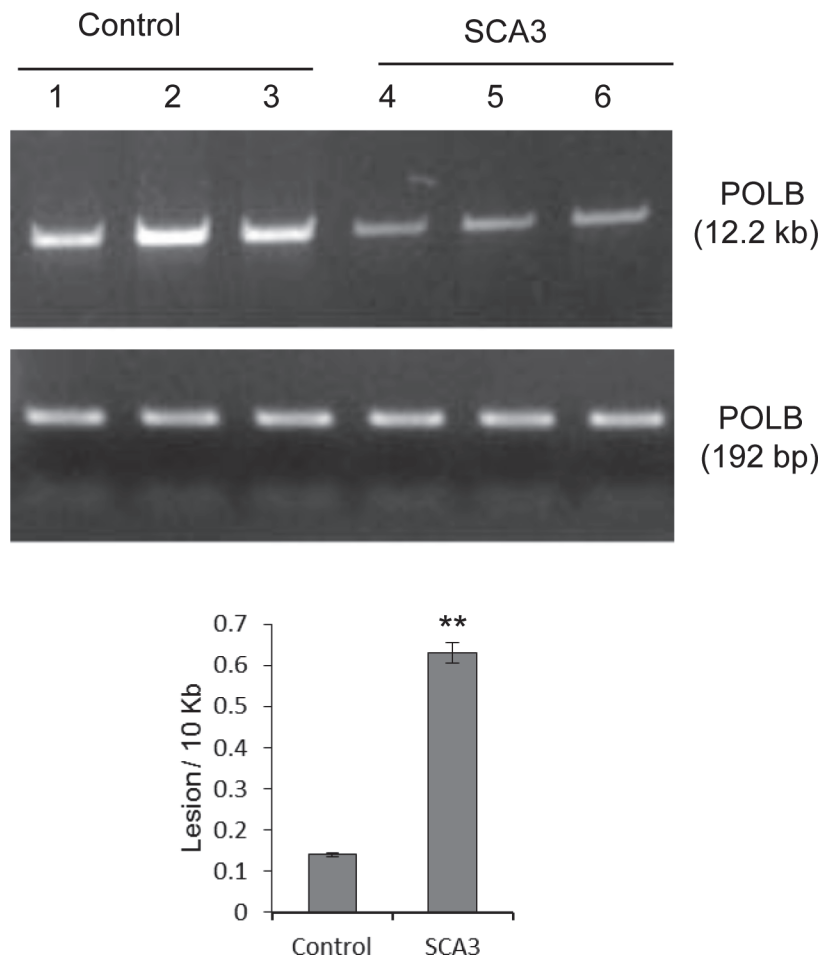 Control
SCA3
1 2 3 4 5 6
POLB
(12.2 kb)
POLB
(192 bp)
**
0.7
0.6
0.5
0.4
0.3
0.2
0.1
0
Lesion / 10 Kb
Control SCA3